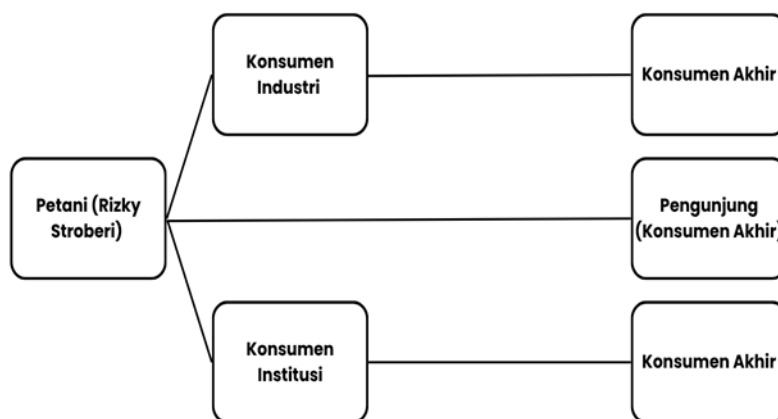 Konsumen
Industri
Konsumen Akhir
Petani (Rizky
Stroberi)
Pengunjung
(Konsumen Akhir)
Konsumen
Institusi
Konsumen Akhir